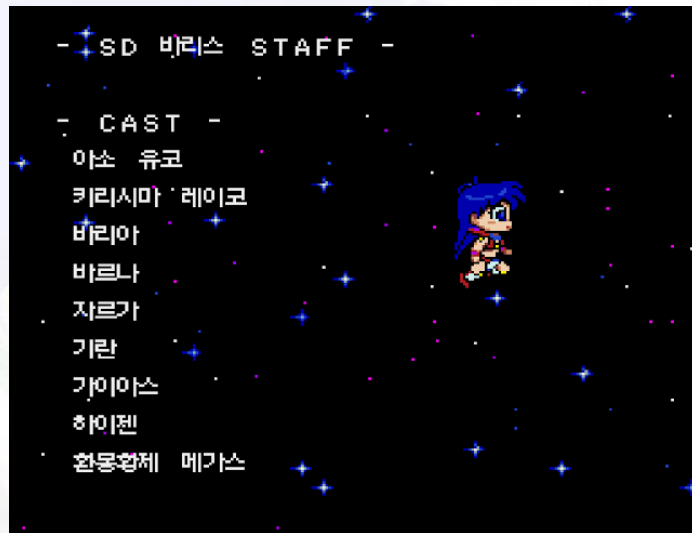 - SD 바리스 STAFF -
- CAST -
아소 유코
키리시마 레이코
바리아
바르나
자르가
기란
가이아스
하이젠
환몽황제 메가스